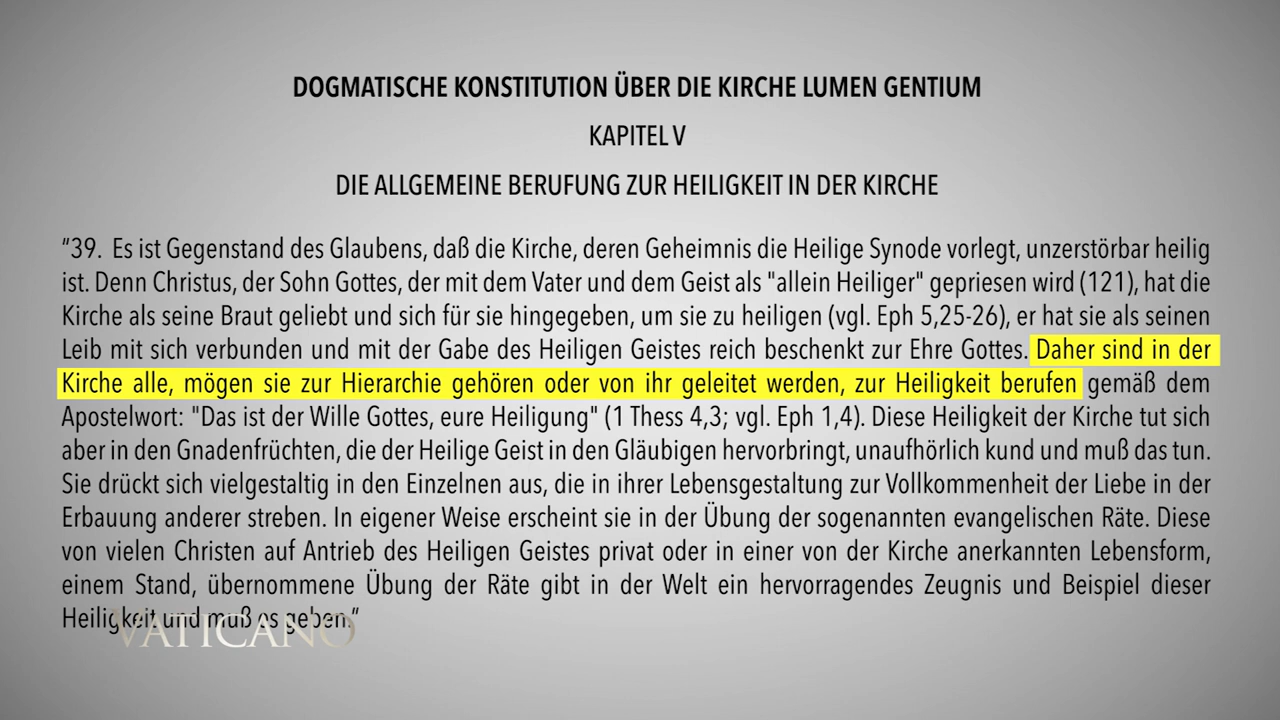 DOGMATISCHE KONSTITUTION ÜBER DIE KIRCHE LUMEN GENTIUM
KAPITEL V
DIE ALLGEMEINE BERUFUNG ZUR HEILIGKEIT IN DER KIRCHE
“39.  Es ist Gegenstand des Glaubens, daß die Kirche, deren Geheimnis die Heilige Synode vorlegt, unzerstörbar heilig
ist. Denn Christus, der Sohn Gottes, der mit dem Vater und dem Geist als "allein Heiliger" gepriesen wird (121), hat die
Kirche als seine Braut geliebt und sich für sie hingegeben, um sie zu heiligen (vgl. Eph 5,25-26), er hat sie als seinen
Leib mit sich verbunden und mit der Gabe des Heiligen Geistes reich beschenkt zur Ehre Gottes. Daher sind in der
Kirche alle, mögen sie zur Hierarchie gehören oder von ihr geleitet werden, zur Heiligkeit berufen gemäß dem
Apostelwort: "Das ist der Wille Gottes, eure Heiligung" (1 Thess 4,3; vgl. Eph 1,4). Diese Heiligkeit der Kirche tut sich
aber in den Gnadenfrüchten, die der Heilige Geist in den Gläubigen hervorbringt, unaufhörlich kund und muß das tun.
Sie drückt sich vielgestaltig in den Einzelnen aus, die in ihrer Lebensgestaltung zur Vollkommenheit der Liebe in der
Erbauung anderer streben. In eigener Weise erscheint sie in der Übung der sogenannten evangelischen Räte. Diese
von vielen Christen auf Antrieb des Heiligen Geistes privat oder in einer von der Kirche anerkannten Lebensform,
einem Stand, übernommene Übung der Räte gibt in der Welt ein hervorragendes Zeugnis und Beispiel dieser
Heiligkeit und muß es geben.”
VATICANO